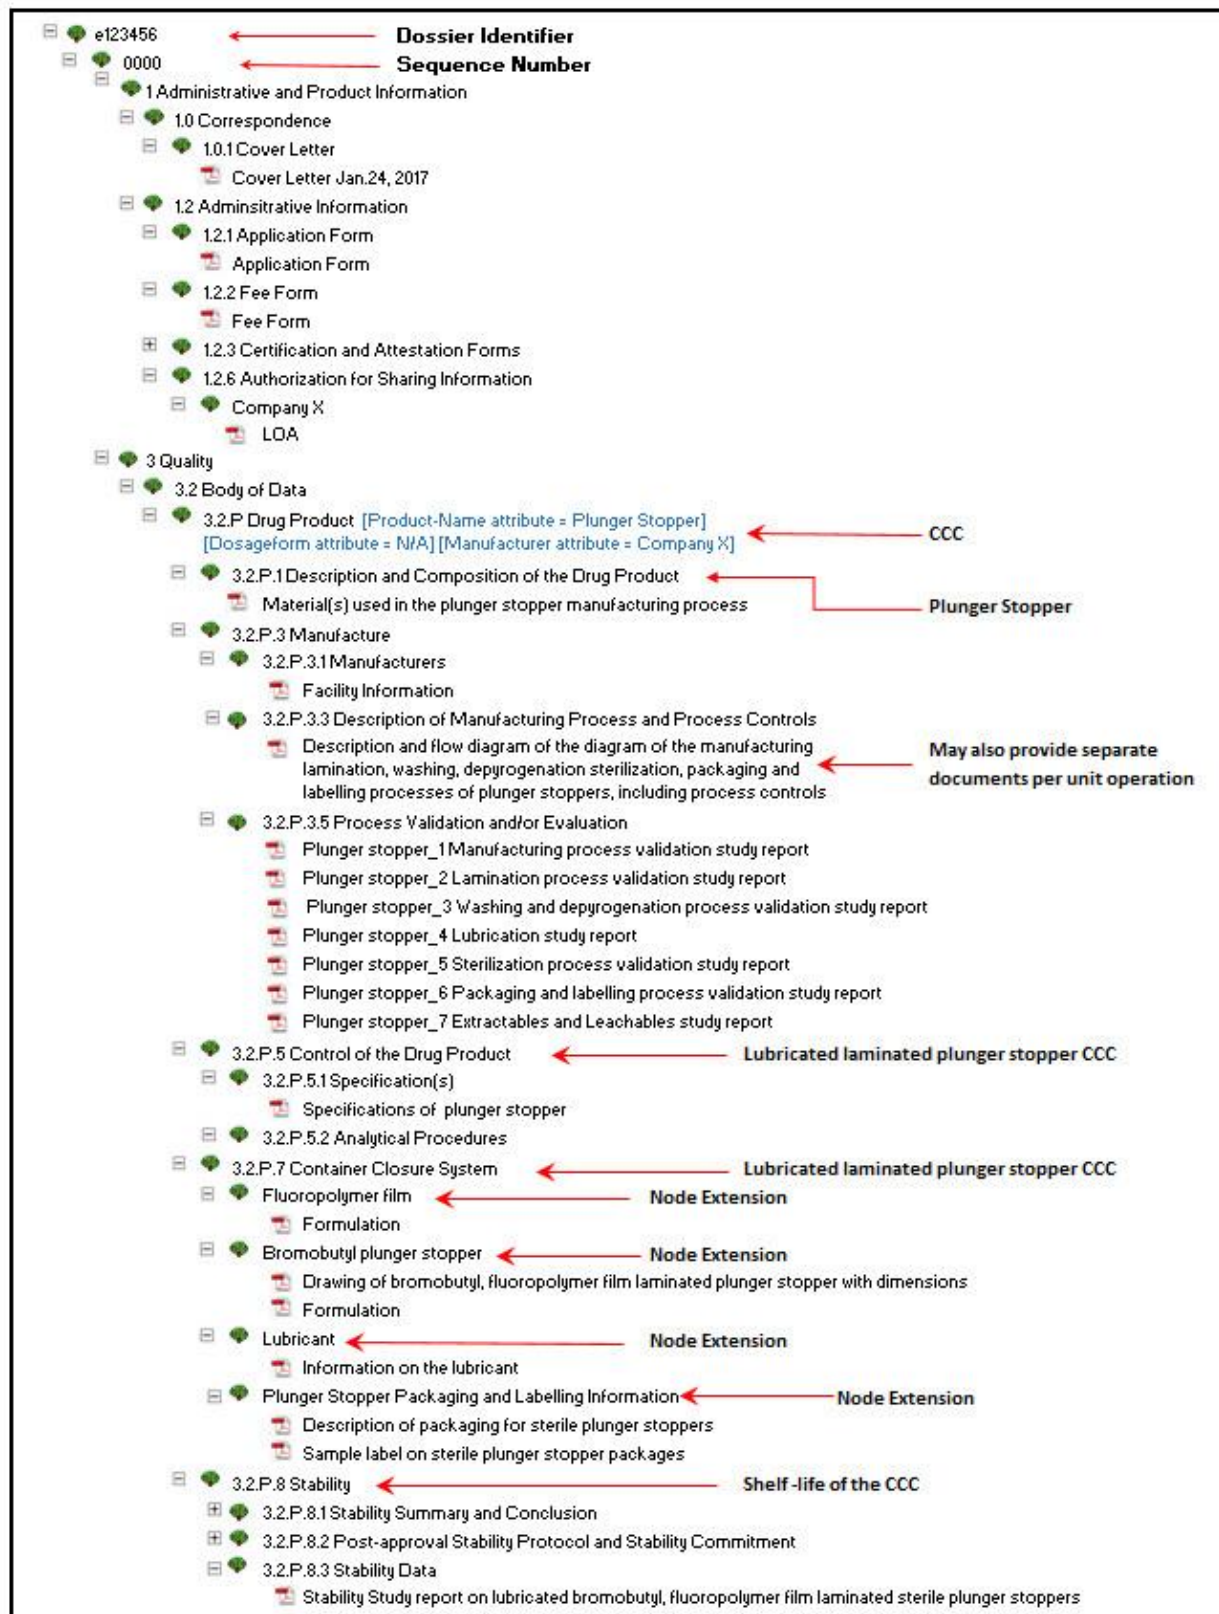 e123456 Dossier Identifier
0000 Sequence Number
1 Administrative and Product Information
1.0 Correspondence
1.0.1 Cover Letter
Cover Letter Jan.24, 2017
1.2 Adminsitrative Information
1.2.1 Application Form
Application Form
1.2.2 Fee Form
Fee Form
1.2.3 Certification and Attestation Forms
1.2.6 Authorization for Sharing Information
Company X
LOA
3 Quality
3.2 Body of Data
3.2.P Drug Product [Product-Name attribute = Plunger Stopper]
[Dosageform attribute = N/A] [Manufacturer attribute = Company X] CCC
3.2.P.1 Description and Composition of the Drug Product
Material(s) used in the plunger stopper manufacturing process Plunger Stopper
3.2.P.3 Manufacture
3.2.P.3.1 Manufacturers
Facility Information
3.2.P.3.3 Description of Manufacturing Process and Process Controls
Description and flow diagram of the diagram of the manufacturing May also provide separate
lamination, washing, depyrogenation sterilization, packaging and documents per unit operation
labelling processes of plunger stoppers, including process controls
3.2.P.3.5 Process Validation and/or Evaluation
Plunger stopper_1 Manufacturing process validation study report
Plunger stopper_2 Lamination process validation study report
Plunger stopper_3 Washing and depyrogenation process validation study report
Plunger stopper_4 Lubrication study report
Plunger stopper_5 Sterilization process validation study report
Plunger stopper_6 Packaging and labelling process validation study report
Plunger stopper_7 Extractables and Leachables study report
3.2.P.5 Control of the Drug Product Lubricated laminated plunger stopper CCC
3.2.P.5.1 Specification(s)
Specifications of plunger stopper
3.2.P.5.2 Analytical Procedures
3.2.P.7 Container Closure System Lubricated laminated plunger stopper CCC
Fluoropolymer film Node Extension
Formulation
Bromobutyl plunger stopper Node Extension
Drawing of bromobutyl, fluoropolymer film laminated plunger stopper with dimensions
Formulation
Lubricant Node Extension
Information on the lubricant
Plunger Stopper Packaging and Labelling Information Node Extension
Description of packaging for sterile plunger stoppers
Sample label on sterile plunger stopper packages
3.2.P.8 Stability Shelf -life of the CCC
3.2.P.8.1 Stability Summary and Conclusion
3.2.P.8.2 Post-approval Stability Protocol and Stability Commitment
3.2.P.8.3 Stability Data
Stability Study report on lubricated bromobutyl, fluoropolymer film laminated sterile plunger stoppers